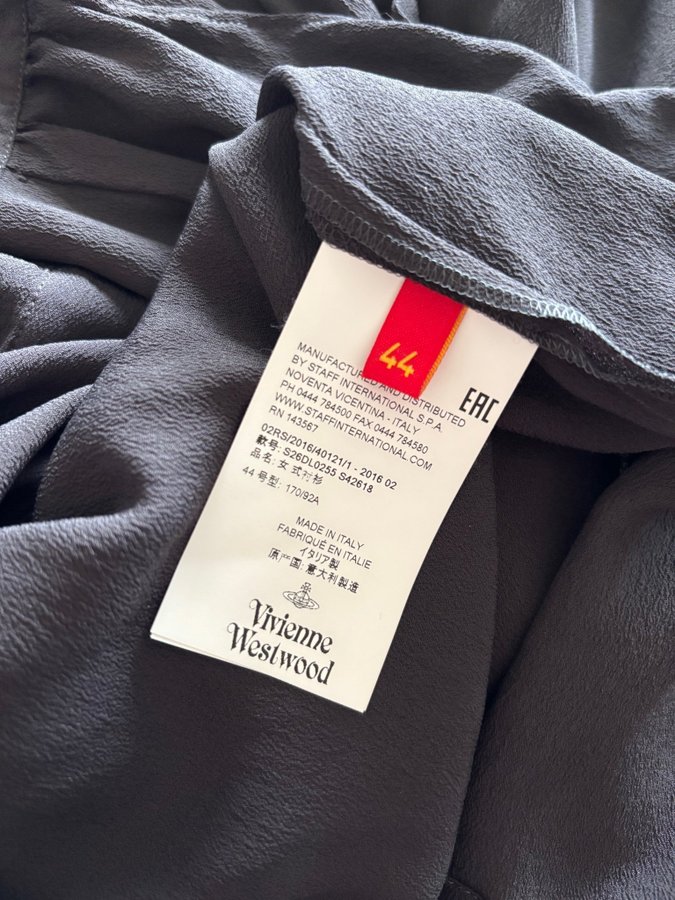 44
MANUFACTURED AND DISTRIBUTED
BY STAFF INTERNATIONAL S.P.A.
NOVENTA VICENTINA - ITALY
PH 0444 784500 FAX 0444 784580
WWW.STAFFINTERNATIONAL.COM
RN 143567
EAC
02RS/2016/40121/1 - 2016 02
款号: S26DL0255 S42618
品名: 女式衬衫
44 号型: 170/92A
MADE IN ITALY
FABRIQUÉ EN ITALIE
イタリア製
原产国: 意大利製造
Vivienne
Westwood